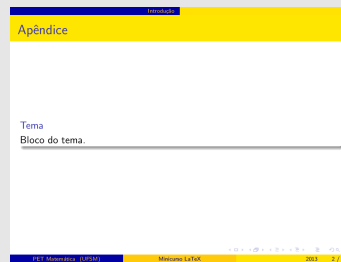 Introdução
Apêndice
Tema
Bloco do tema.
PET Matemática (UFSM) Minicurso LaTeX 2013 2 /